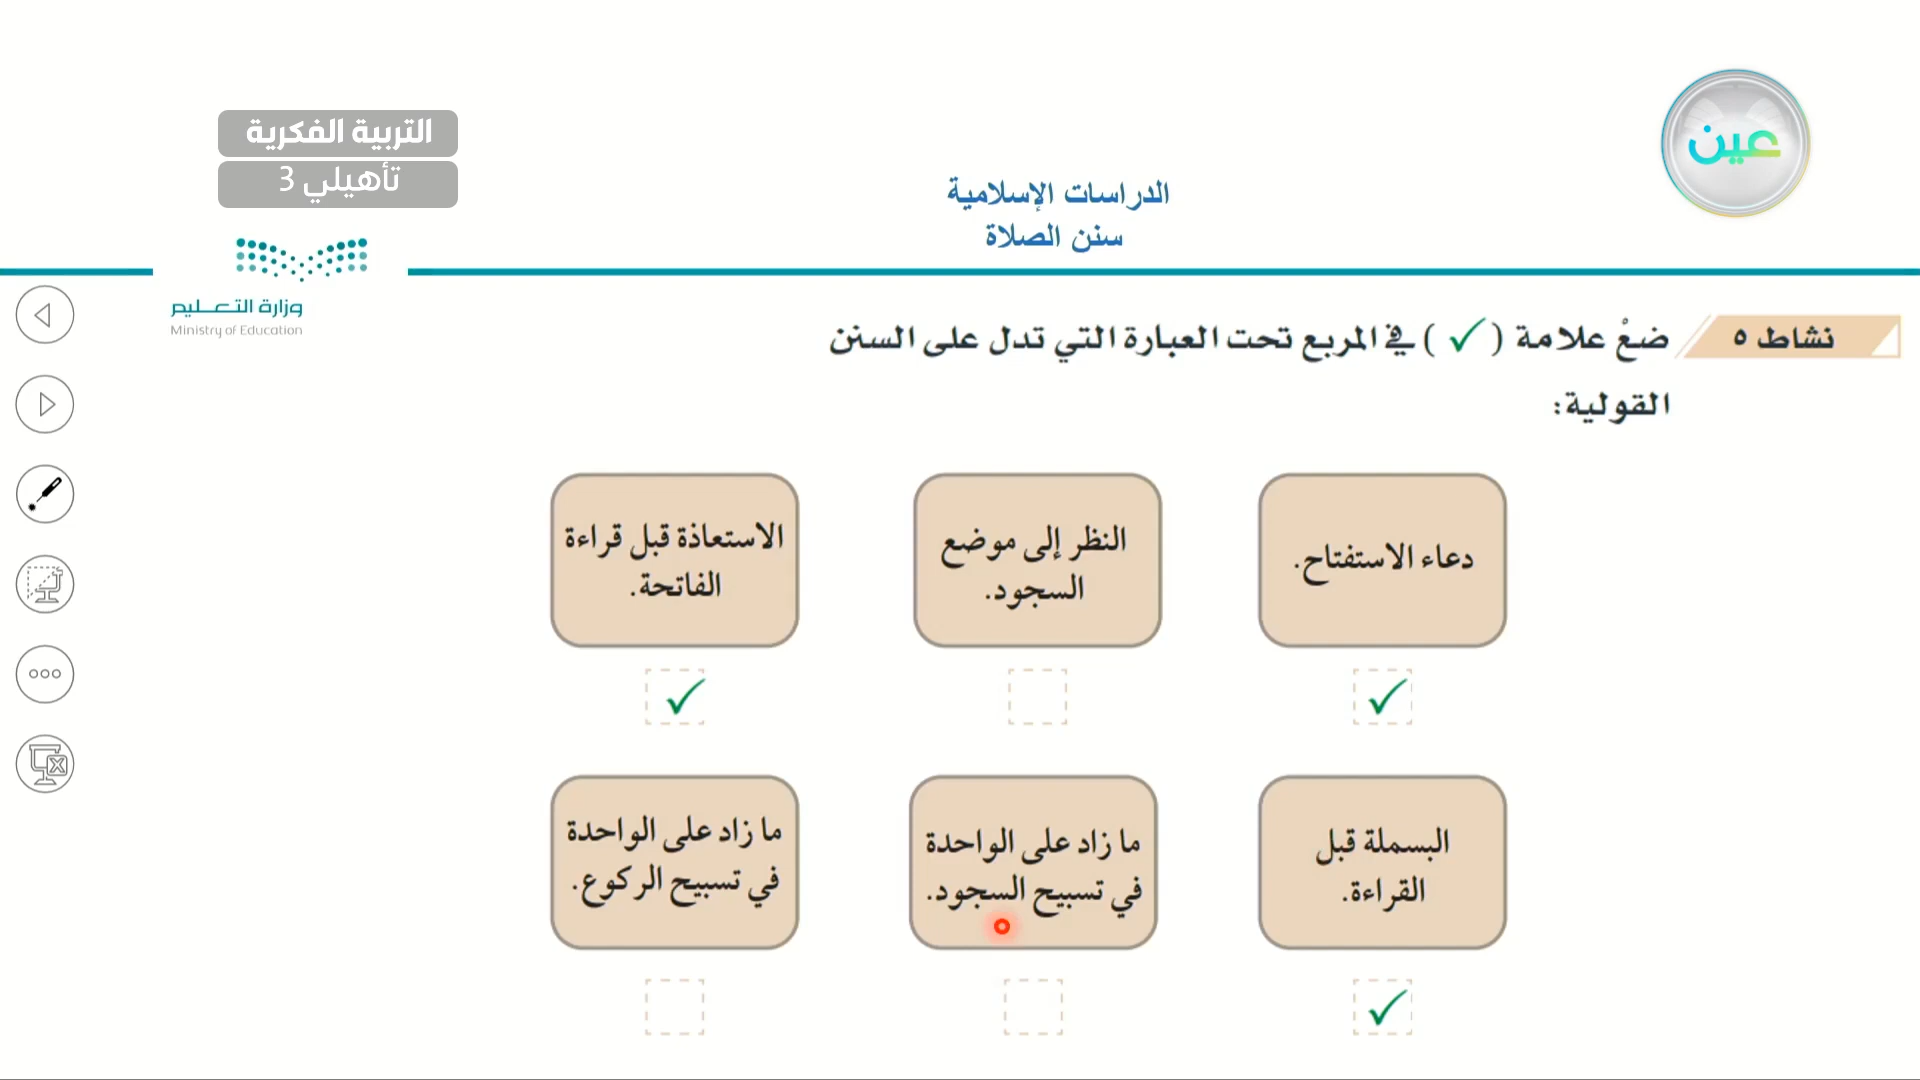 عين
التربية الفكرية
تأهيلي 3
الدراسات الإسلامية
سنن الصلاة
وزارة التعليم
Ministry of Education
نشاط ٥
ضعْ علامة (✓) في المربع تحت العبارة التي تدل على السنن
القولية:
دعاء الاستفتاح.
النظر إلى موضع
السجود.
الاستعاذة قبل قراءة
الفاتحة.
✓
✓
البسملة قبل
القراءة.
ما زاد على الواحدة
في تسبيح السجود.
ما زاد على الواحدة
في تسبيح الركوع.
✓